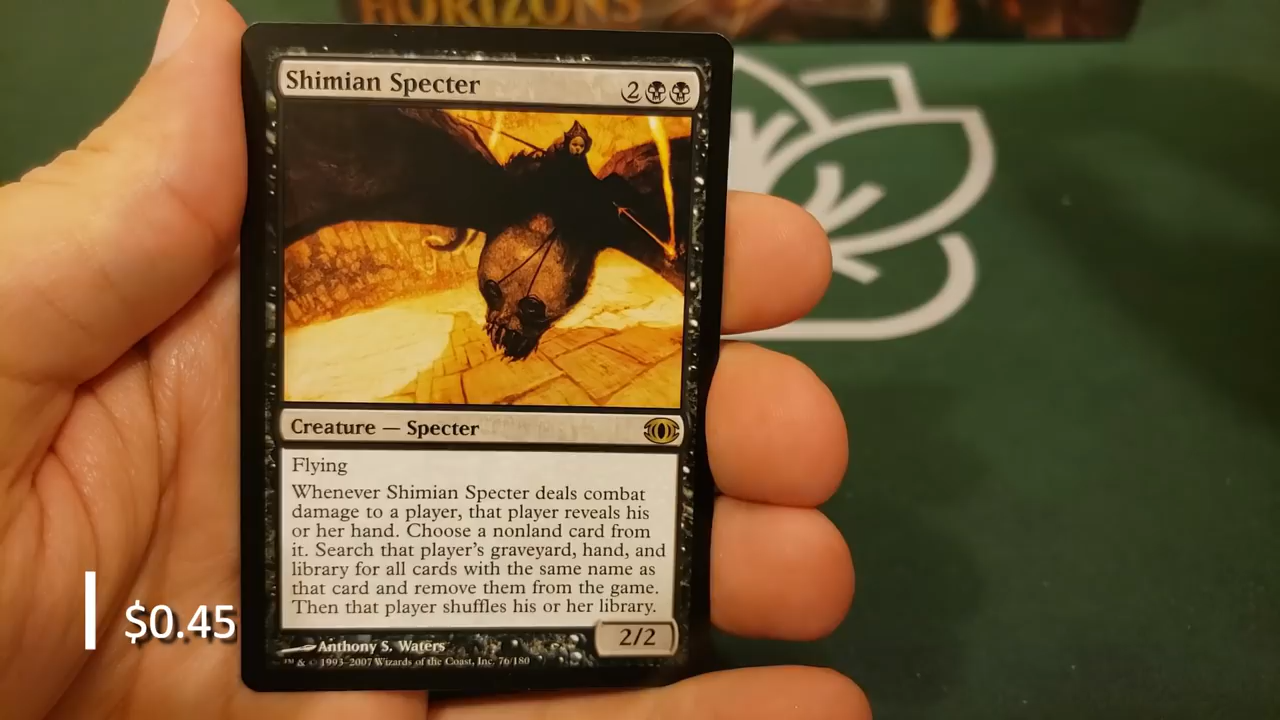 HORIZONS
Shimian Specter
2
Creature — Specter
Flying
Whenever Shimian Specter deals combat
damage to a player, that player reveals his
or her hand. Choose a nonland card from
it. Search that player's graveyard, hand, and
library for all cards with the same name as
that card and remove them from the game.
Then that player shuffles his or her library.
2/2
Anthony S. Waters
™ & © 1993-2007 Wizards of the Coast, Inc. 76/180
$0.45